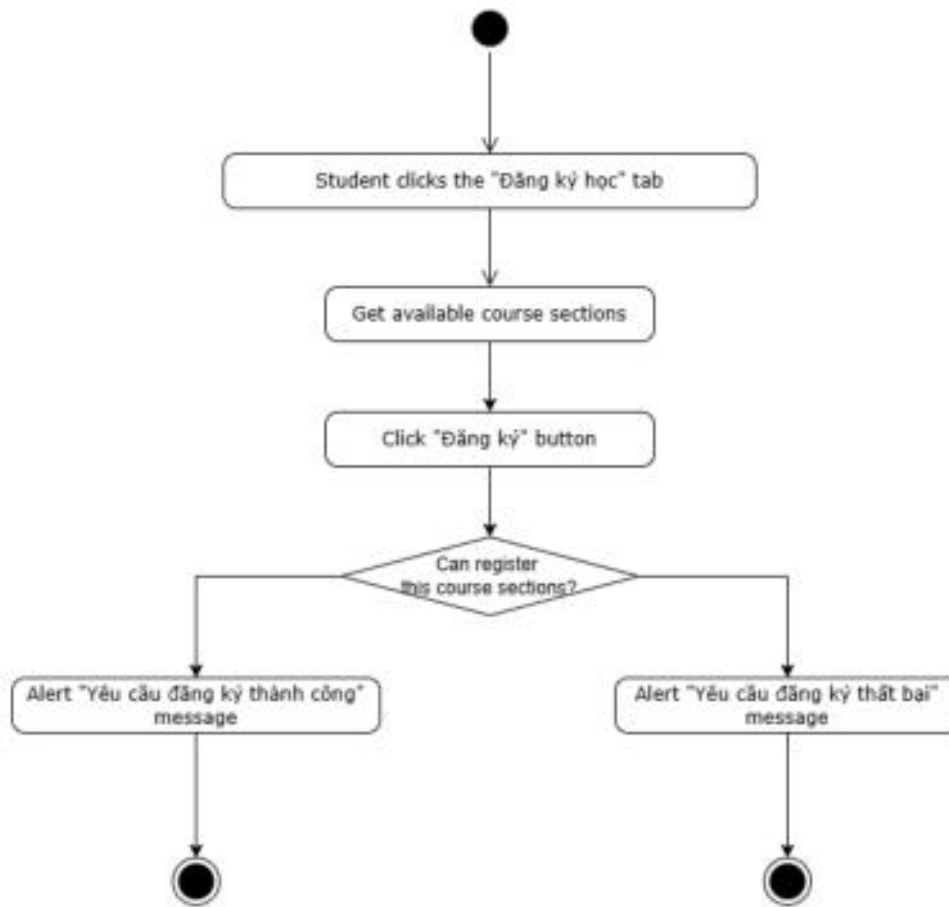 Student clicks the "Đăng ký học" tab
Get available course sections
Click "Đăng ký" button
Can register
this course sections?
Alert "Yêu cầu đăng ký thành công"
message
Alert "Yêu cầu đăng ký thất bại"
message